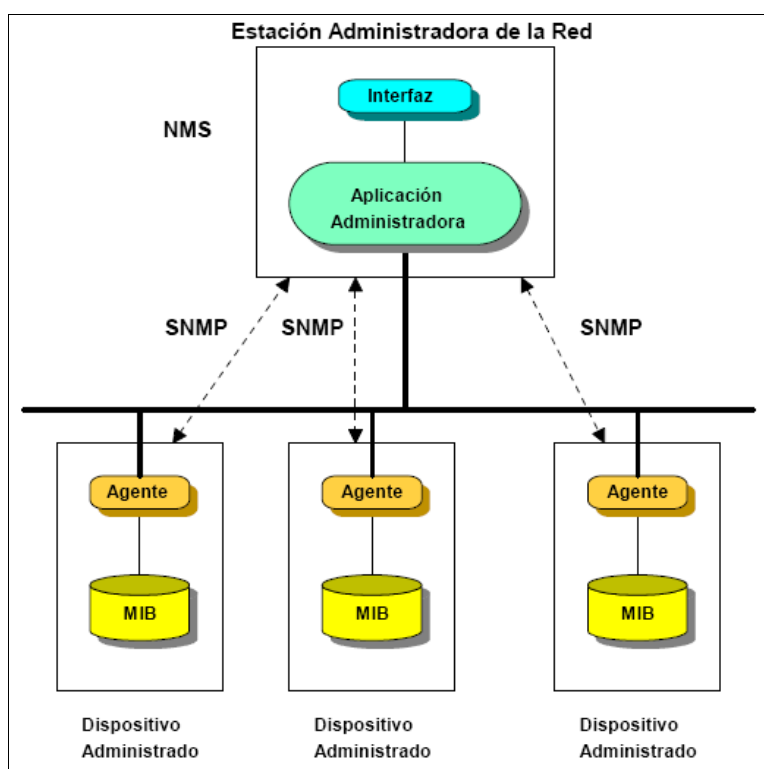 Estación Administradora de la Red
Interfaz
NMS
Aplicación
Administradora
SNMP
SNMP
SNMP
Agente
Agente
Agente
MIB
MIB
MIB
Dispositivo
Administrado
Dispositivo
Administrado
Dispositivo
Administrado